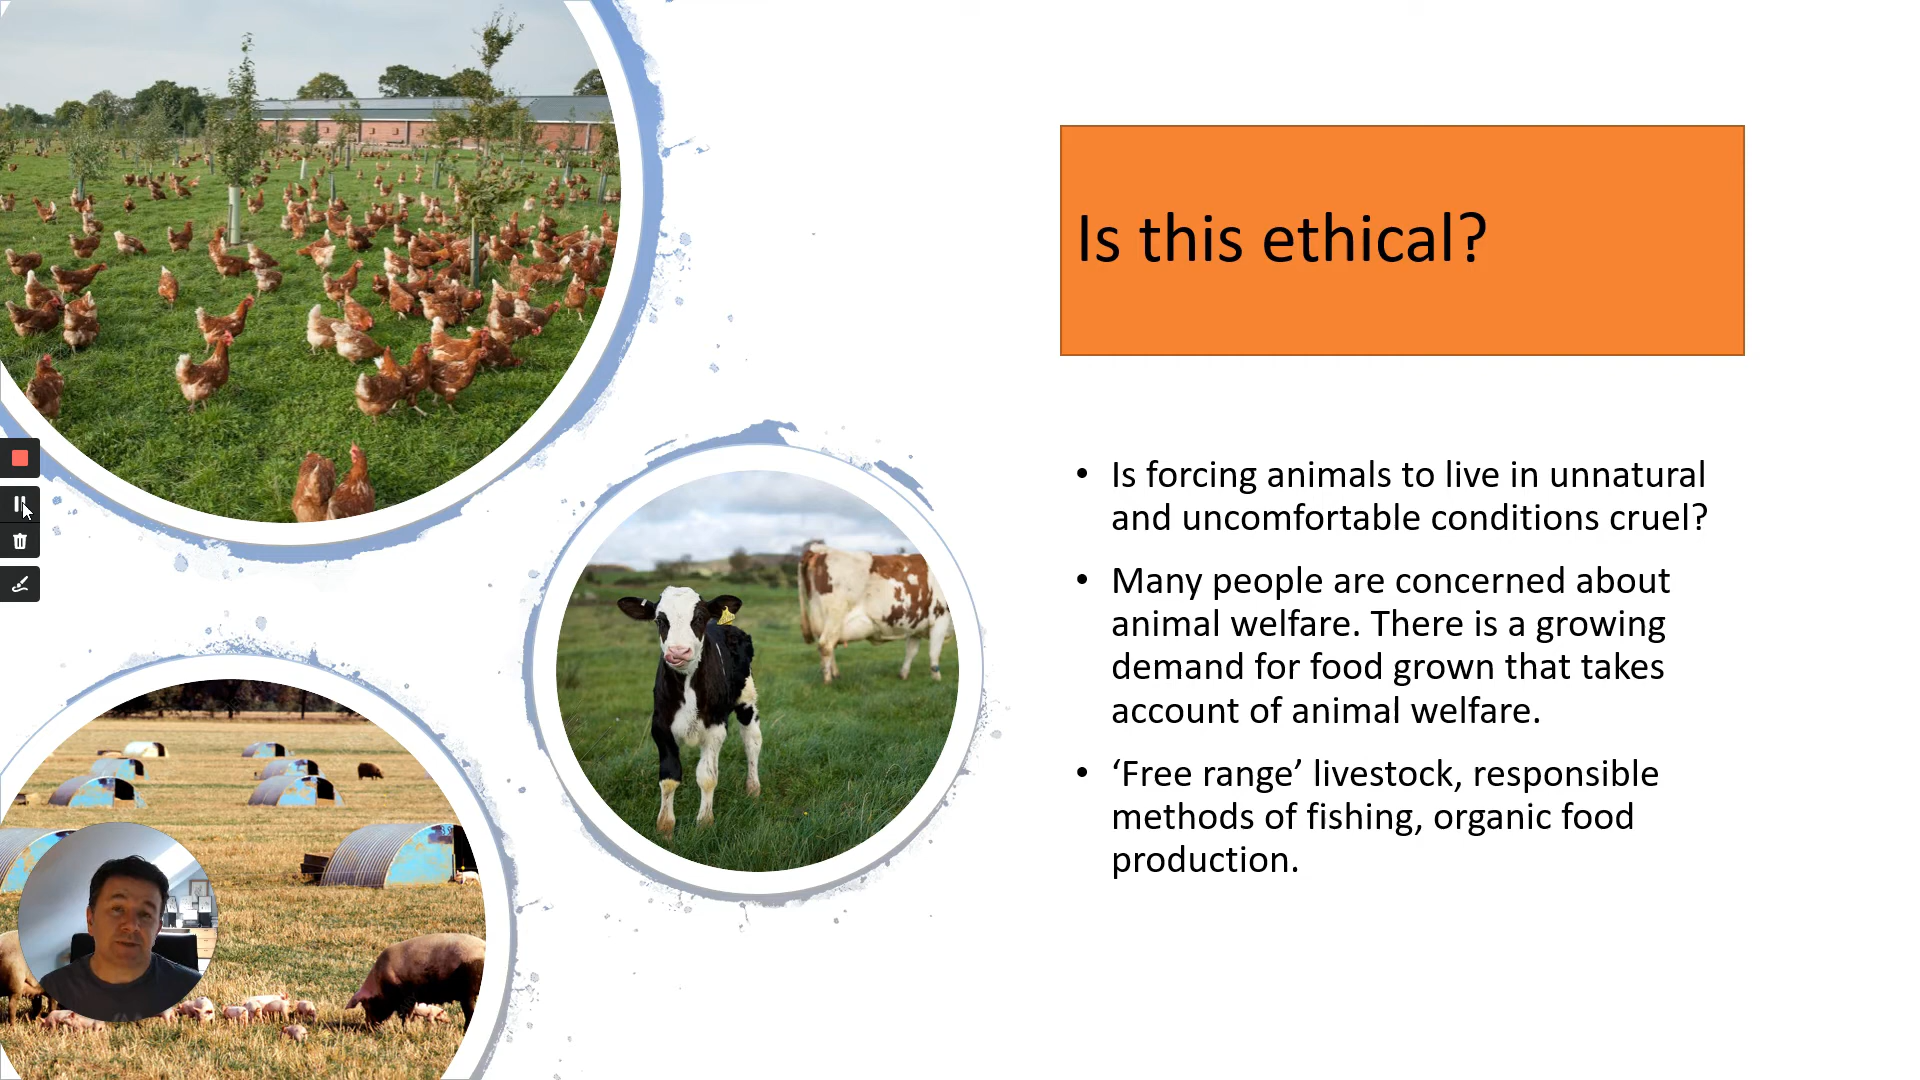 Is this ethical?
• Is forcing animals to live in unnatural
and uncomfortable conditions cruel?
• Many people are concerned about
animal welfare. There is a growing
demand for food grown that takes
account of animal welfare.
• ‘Free range’ livestock, responsible
methods of fishing, organic food
production.